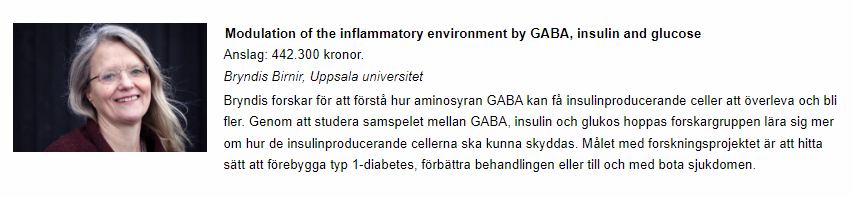 Modulation of the inflammatory environment by GABA, insulin and glucose
Anslag: 442.300 kronor.
Bryndis Birnir, Uppsala universitet
Bryndis forskar för att förstå hur aminosyran GABA kan få insulinproducerande celler att överleva och bli
fler. Genom att studera samspelet mellan GABA, insulin och glukos hoppas forskargruppen lära sig mer
om hur de insulinproducerande cellerna ska kunna skyddas. Målet med forskningsprojektet är att hitta
sätt att förebygga typ 1-diabetes, förbättra behandlingen eller till och med bota sjukdomen.